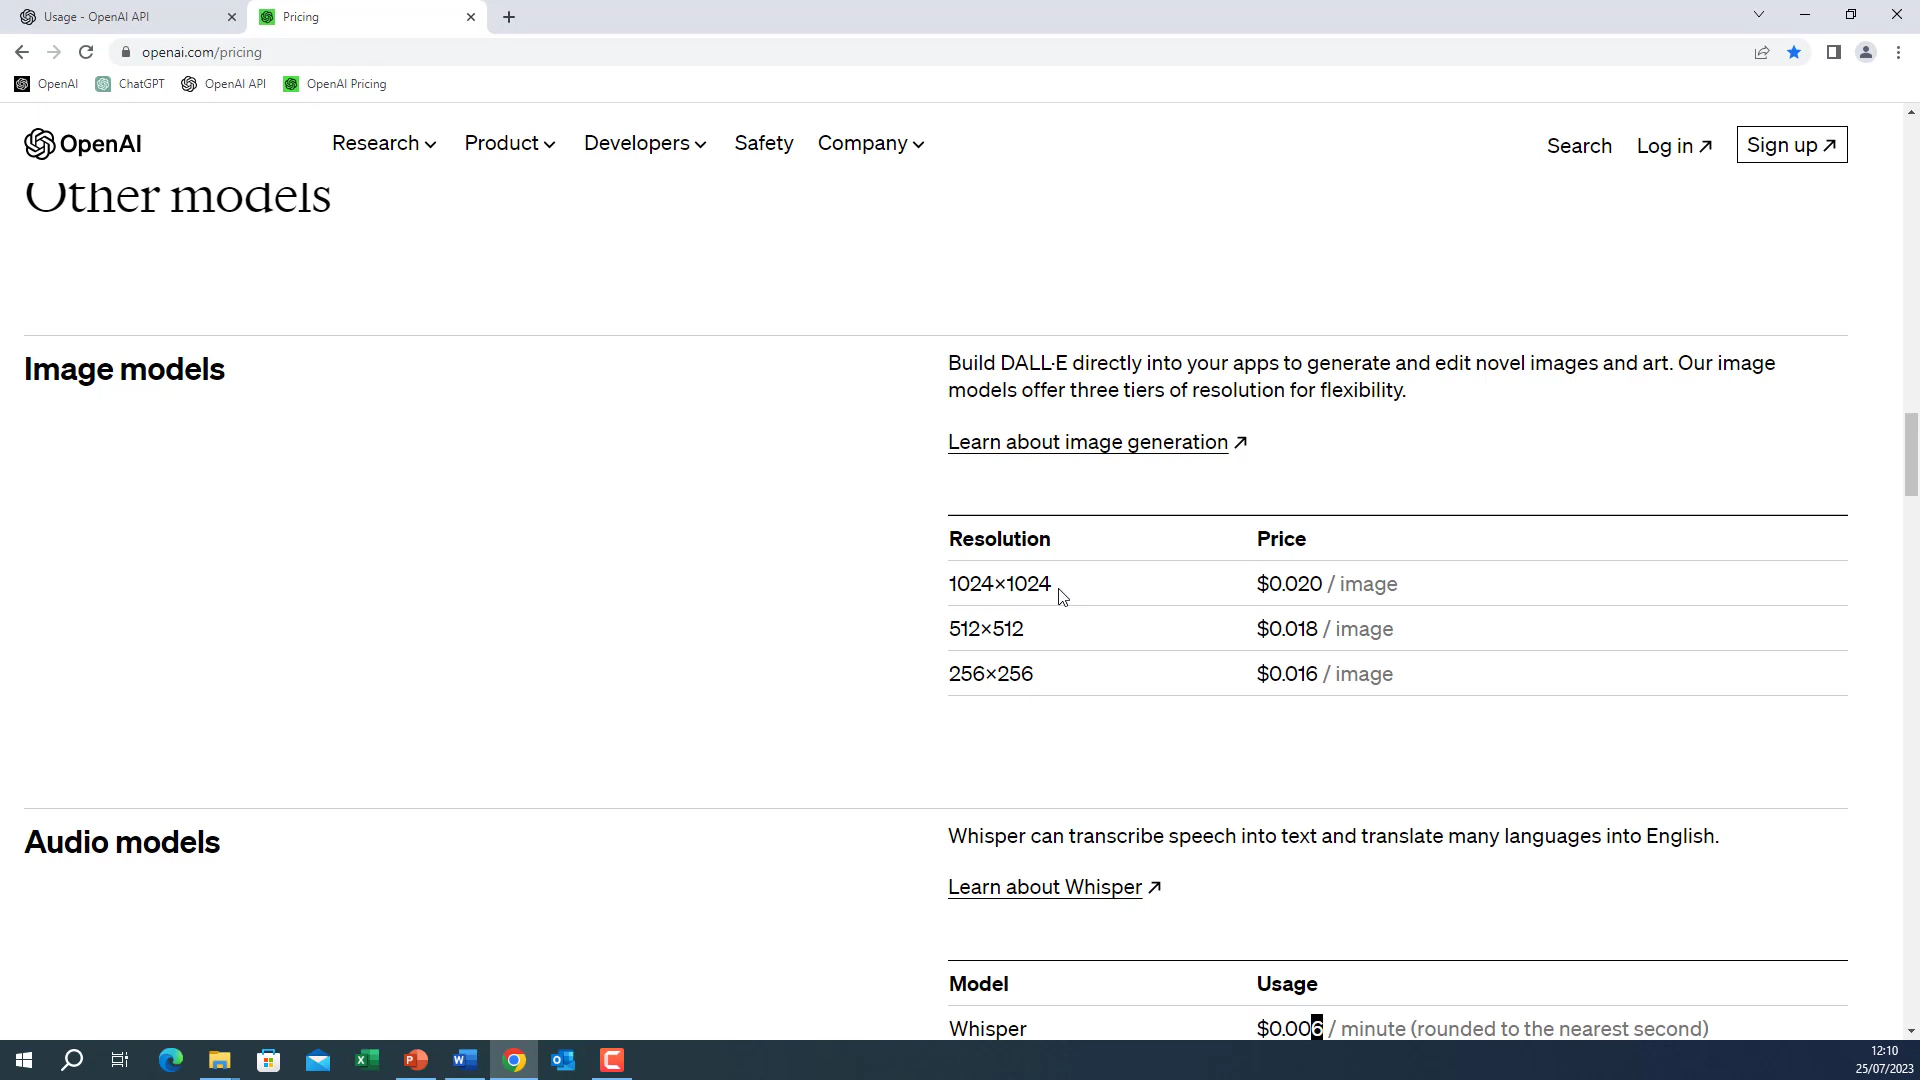 Usage - OpenAI API
Pricing
openai.com/pricing
OpenAI
ChatGPT
OpenAI API
OpenAI Pricing
OpenAI
Research
Product
Developers
Safety
Company
Search
Log in ↗
Sign up ↗
Other models
Image models
Build DALL·E directly into your apps to generate and edit novel images and art. Our image
models offer three tiers of resolution for flexibility.
Learn about image generation ↗
Resolution Price
1024×1024 $0.020 / image
512×512 $0.018 / image
256×256 $0.016 / image
Audio models
Whisper can transcribe speech into text and translate many languages into English.
Learn about Whisper ↗
Model Usage
Whisper $0.006 / minute (rounded to the nearest second)
12:10
25/07/2023